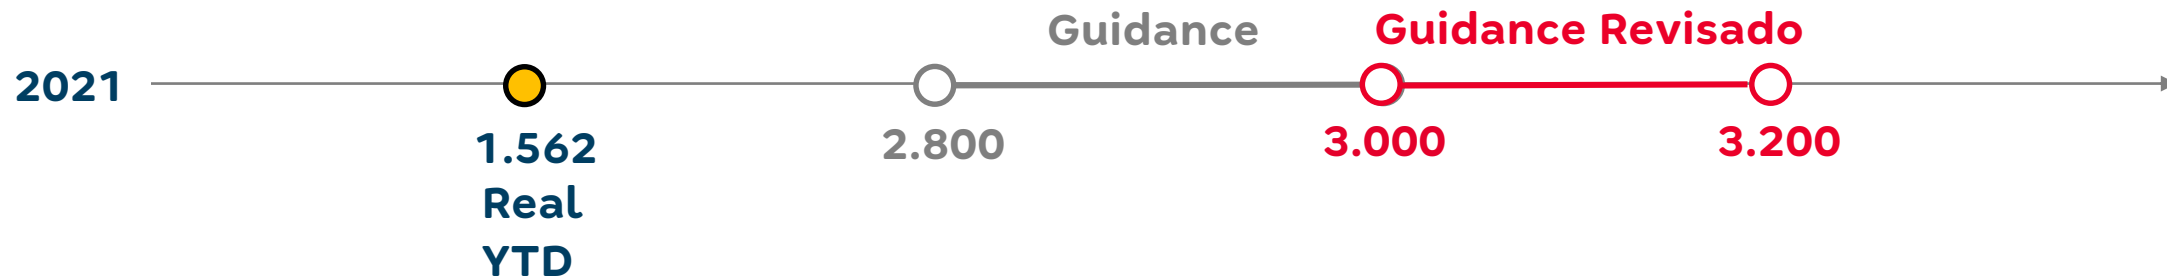 Guidance
Guidance Revisado
2021
1.562
Real
YTD
2.800
3.000
3.200